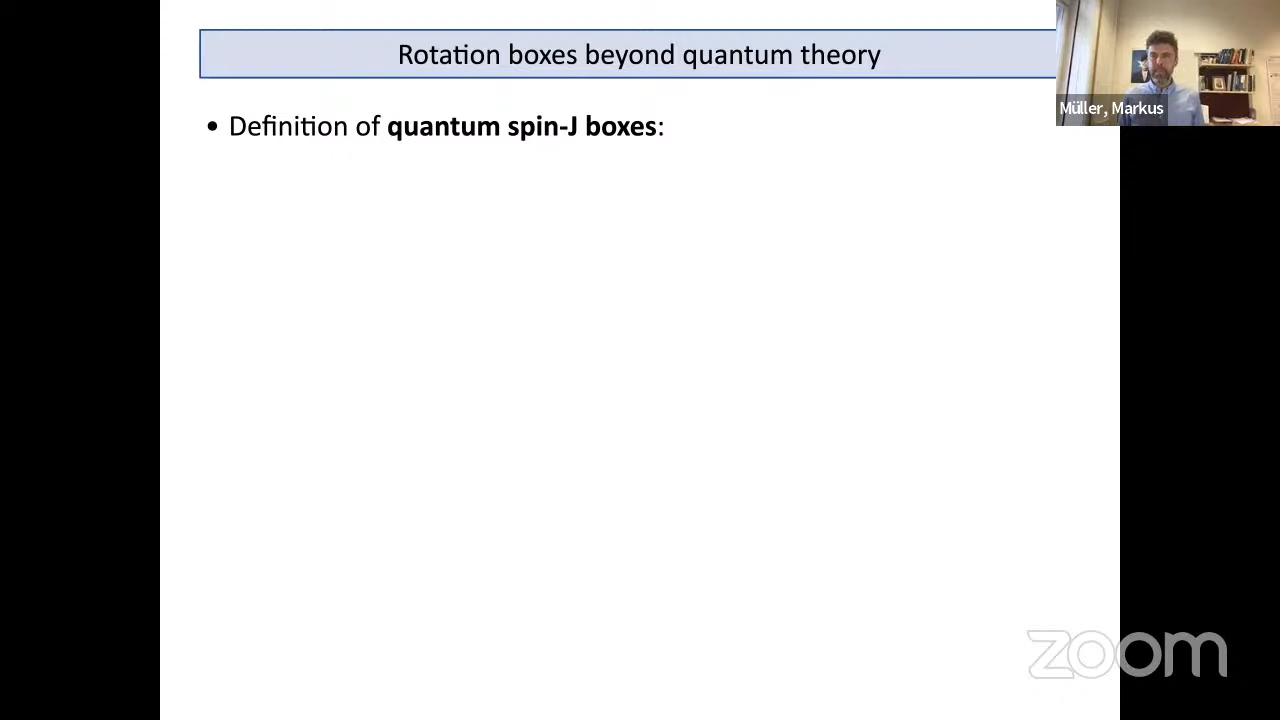 Rotation boxes beyond quantum theory
Müller, Markus
• Definition of quantum spin-J boxes:
zoom